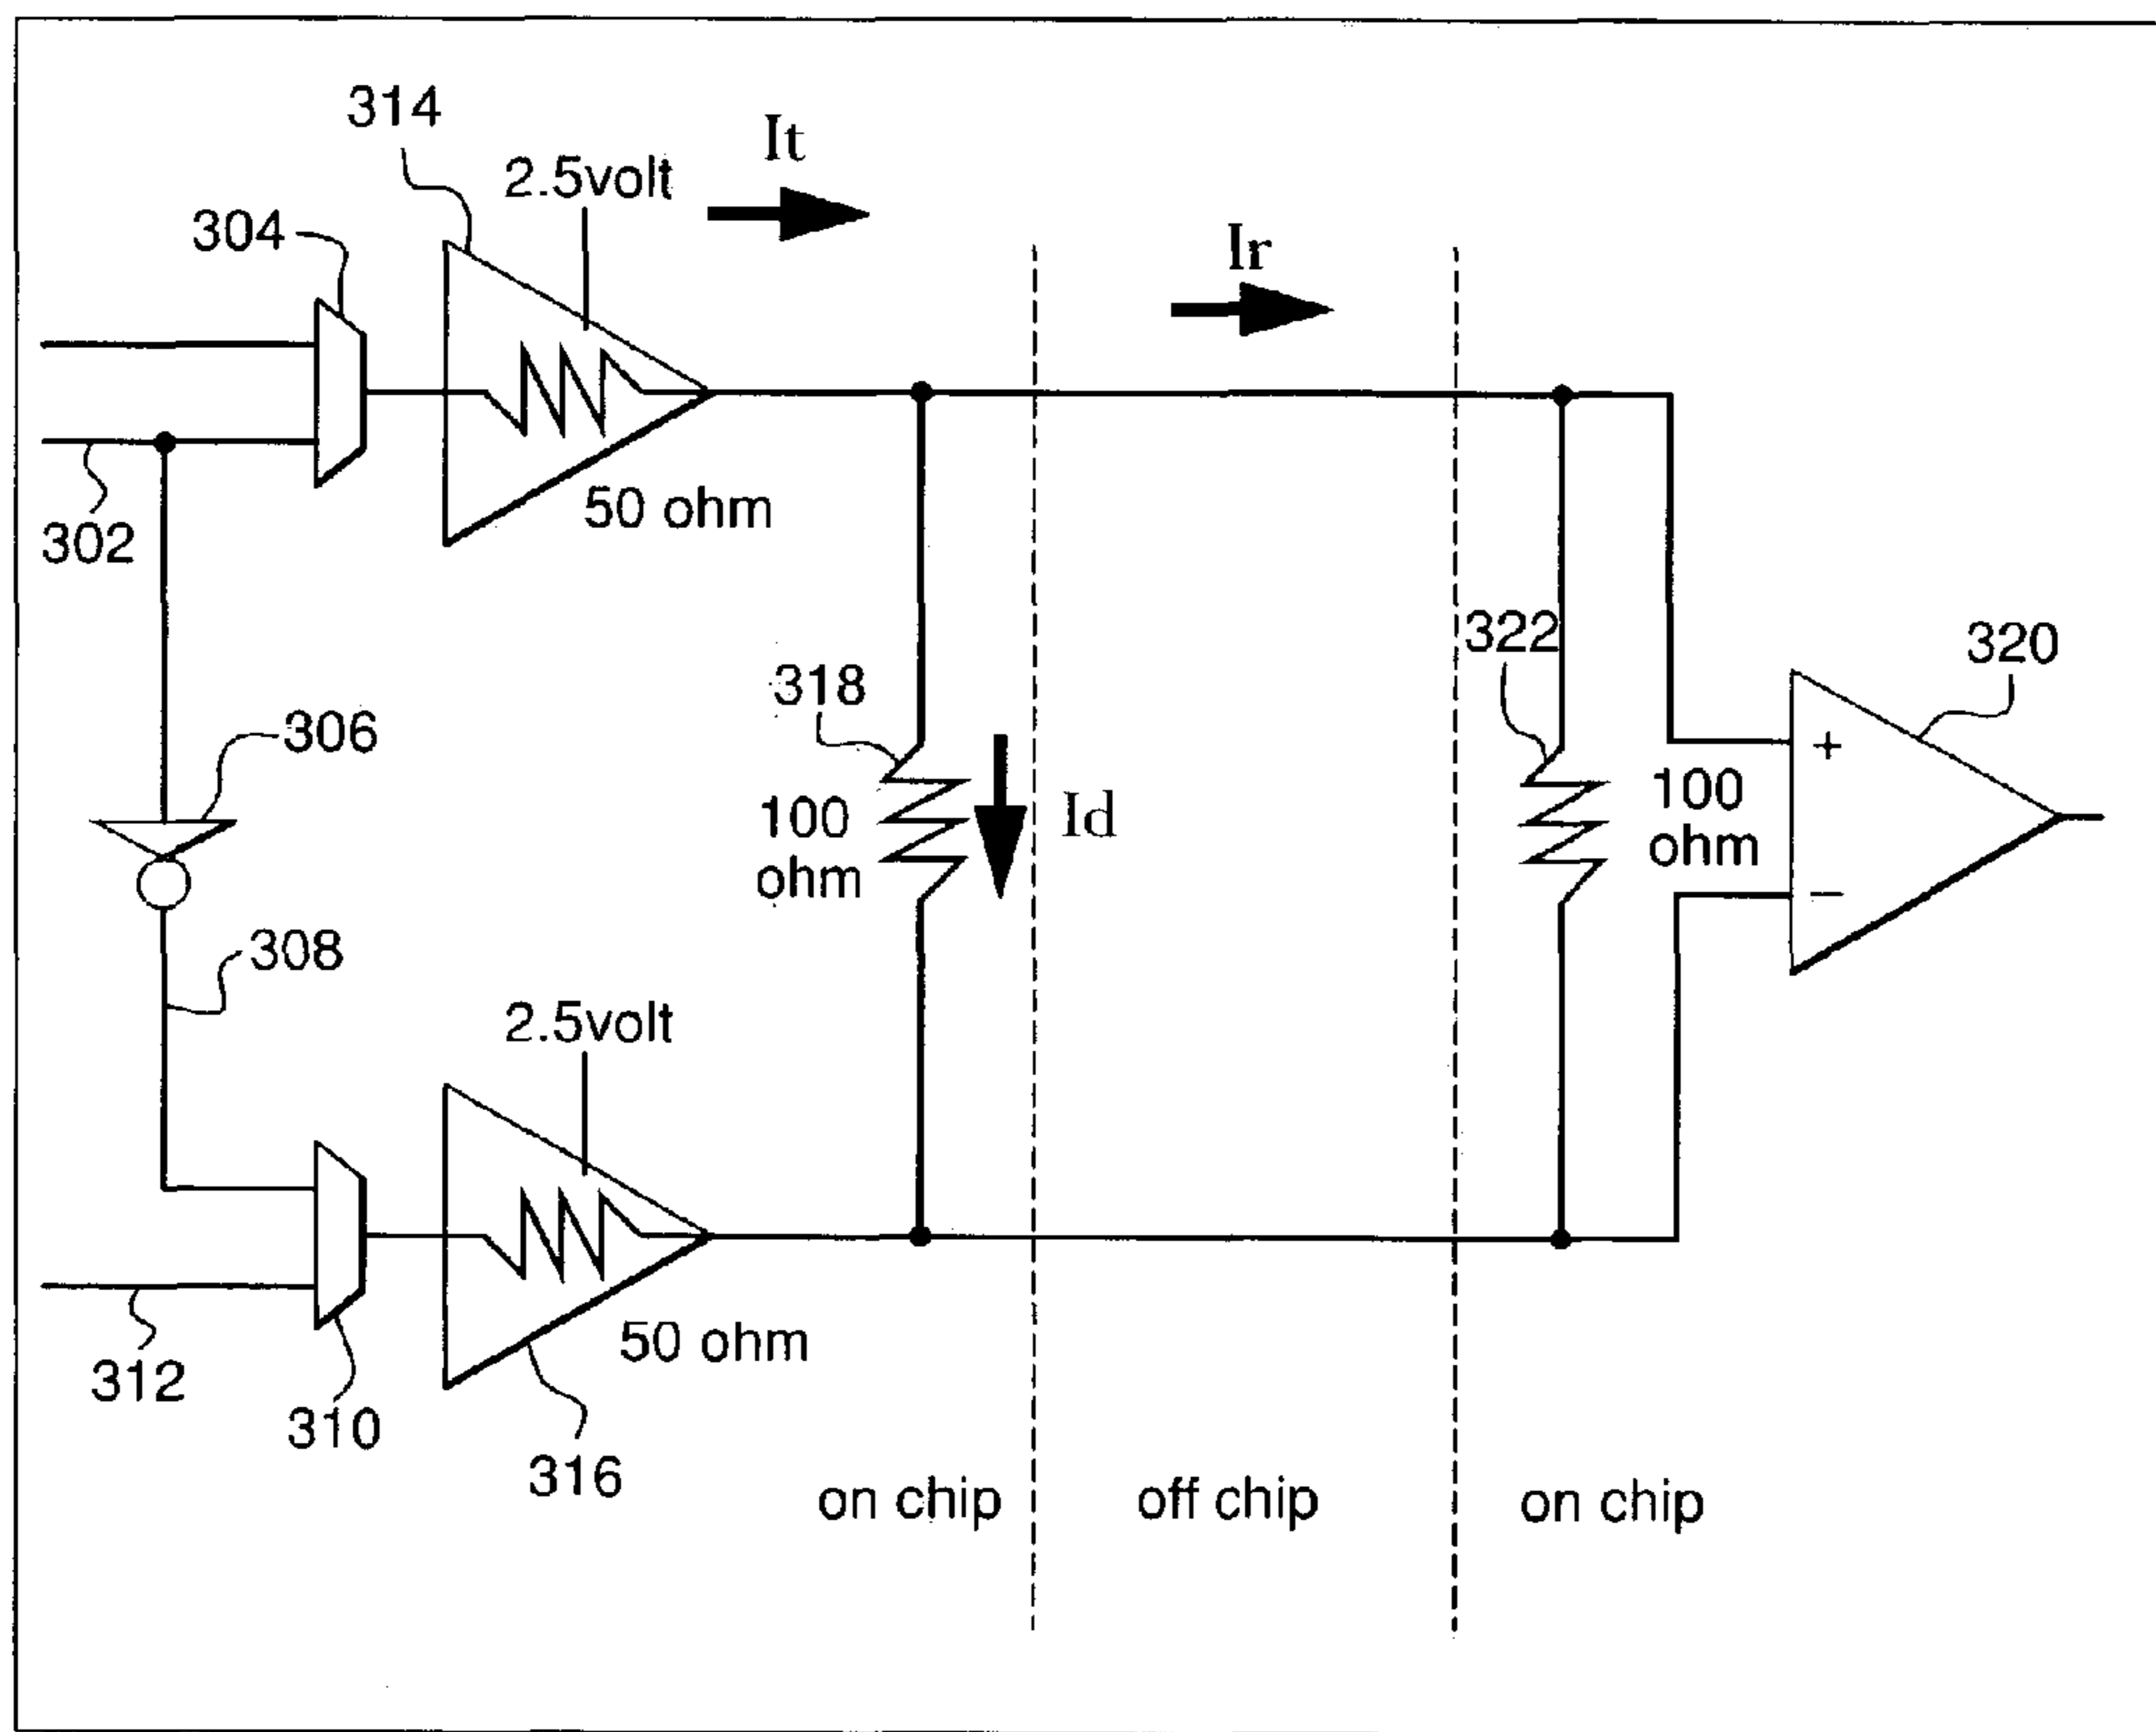 314
It
2.5volt
304
Ir
50 ohm
302
322
320
318
306
+
100
ohm
Id
100
ohm
−
308
2.5volt
50 ohm
312
310
316
on chip
off chip
on chip